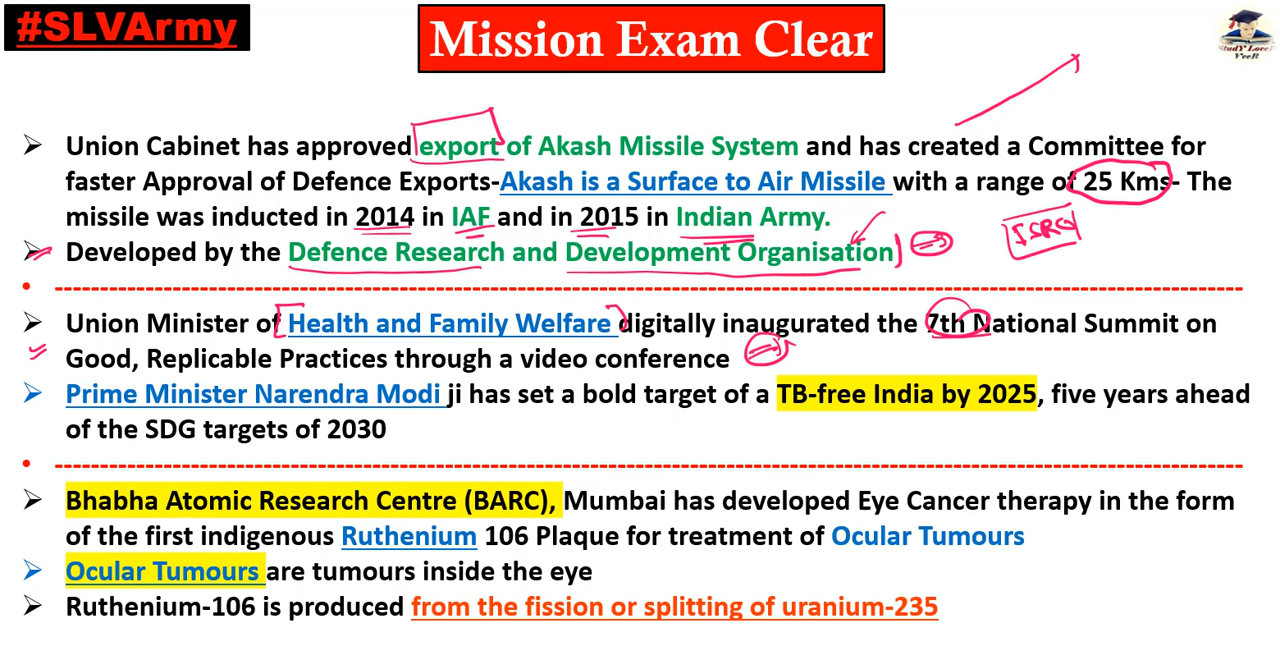 #SLVArmy
Mission Exam Clear
StudY LoveR
VeeR
Union Cabinet has approved export of Akash Missile System and has created a Committee for
faster Approval of Defence Exports-Akash is a Surface to Air Missile with a range of 25 Kms- The
missile was inducted in 2014 in IAF and in 2015 in Indian Army.
ISRO
Developed by the Defence Research and Development Organisation
Union Minister of Health and Family Welfare digitally inaugurated the 7th National Summit on
Good, Replicable Practices through a video conference
Prime Minister Narendra Modi ji has set a bold target of a TB-free India by 2025, five years ahead
of the SDG targets of 2030
Bhabha Atomic Research Centre (BARC), Mumbai has developed Eye Cancer therapy in the form
of the first indigenous Ruthenium 106 Plaque for treatment of Ocular Tumours
Ocular Tumours are tumours inside the eye
Ruthenium-106 is produced from the fission or splitting of uranium-235